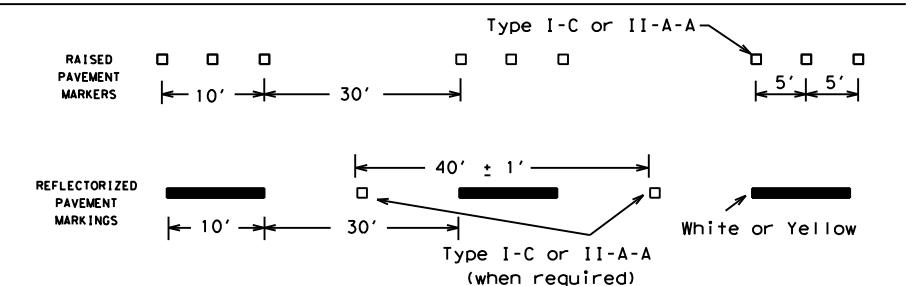 Type I-C or II-A-A
RAISED
PAVEMENT
MARKERS
10'
30'
5'
5'
40' ± 1'
REFLECTORIZED
PAVEMENT
MARKINGS
10'
30'
White or Yellow
Type I-C or II-A-A
(when required)